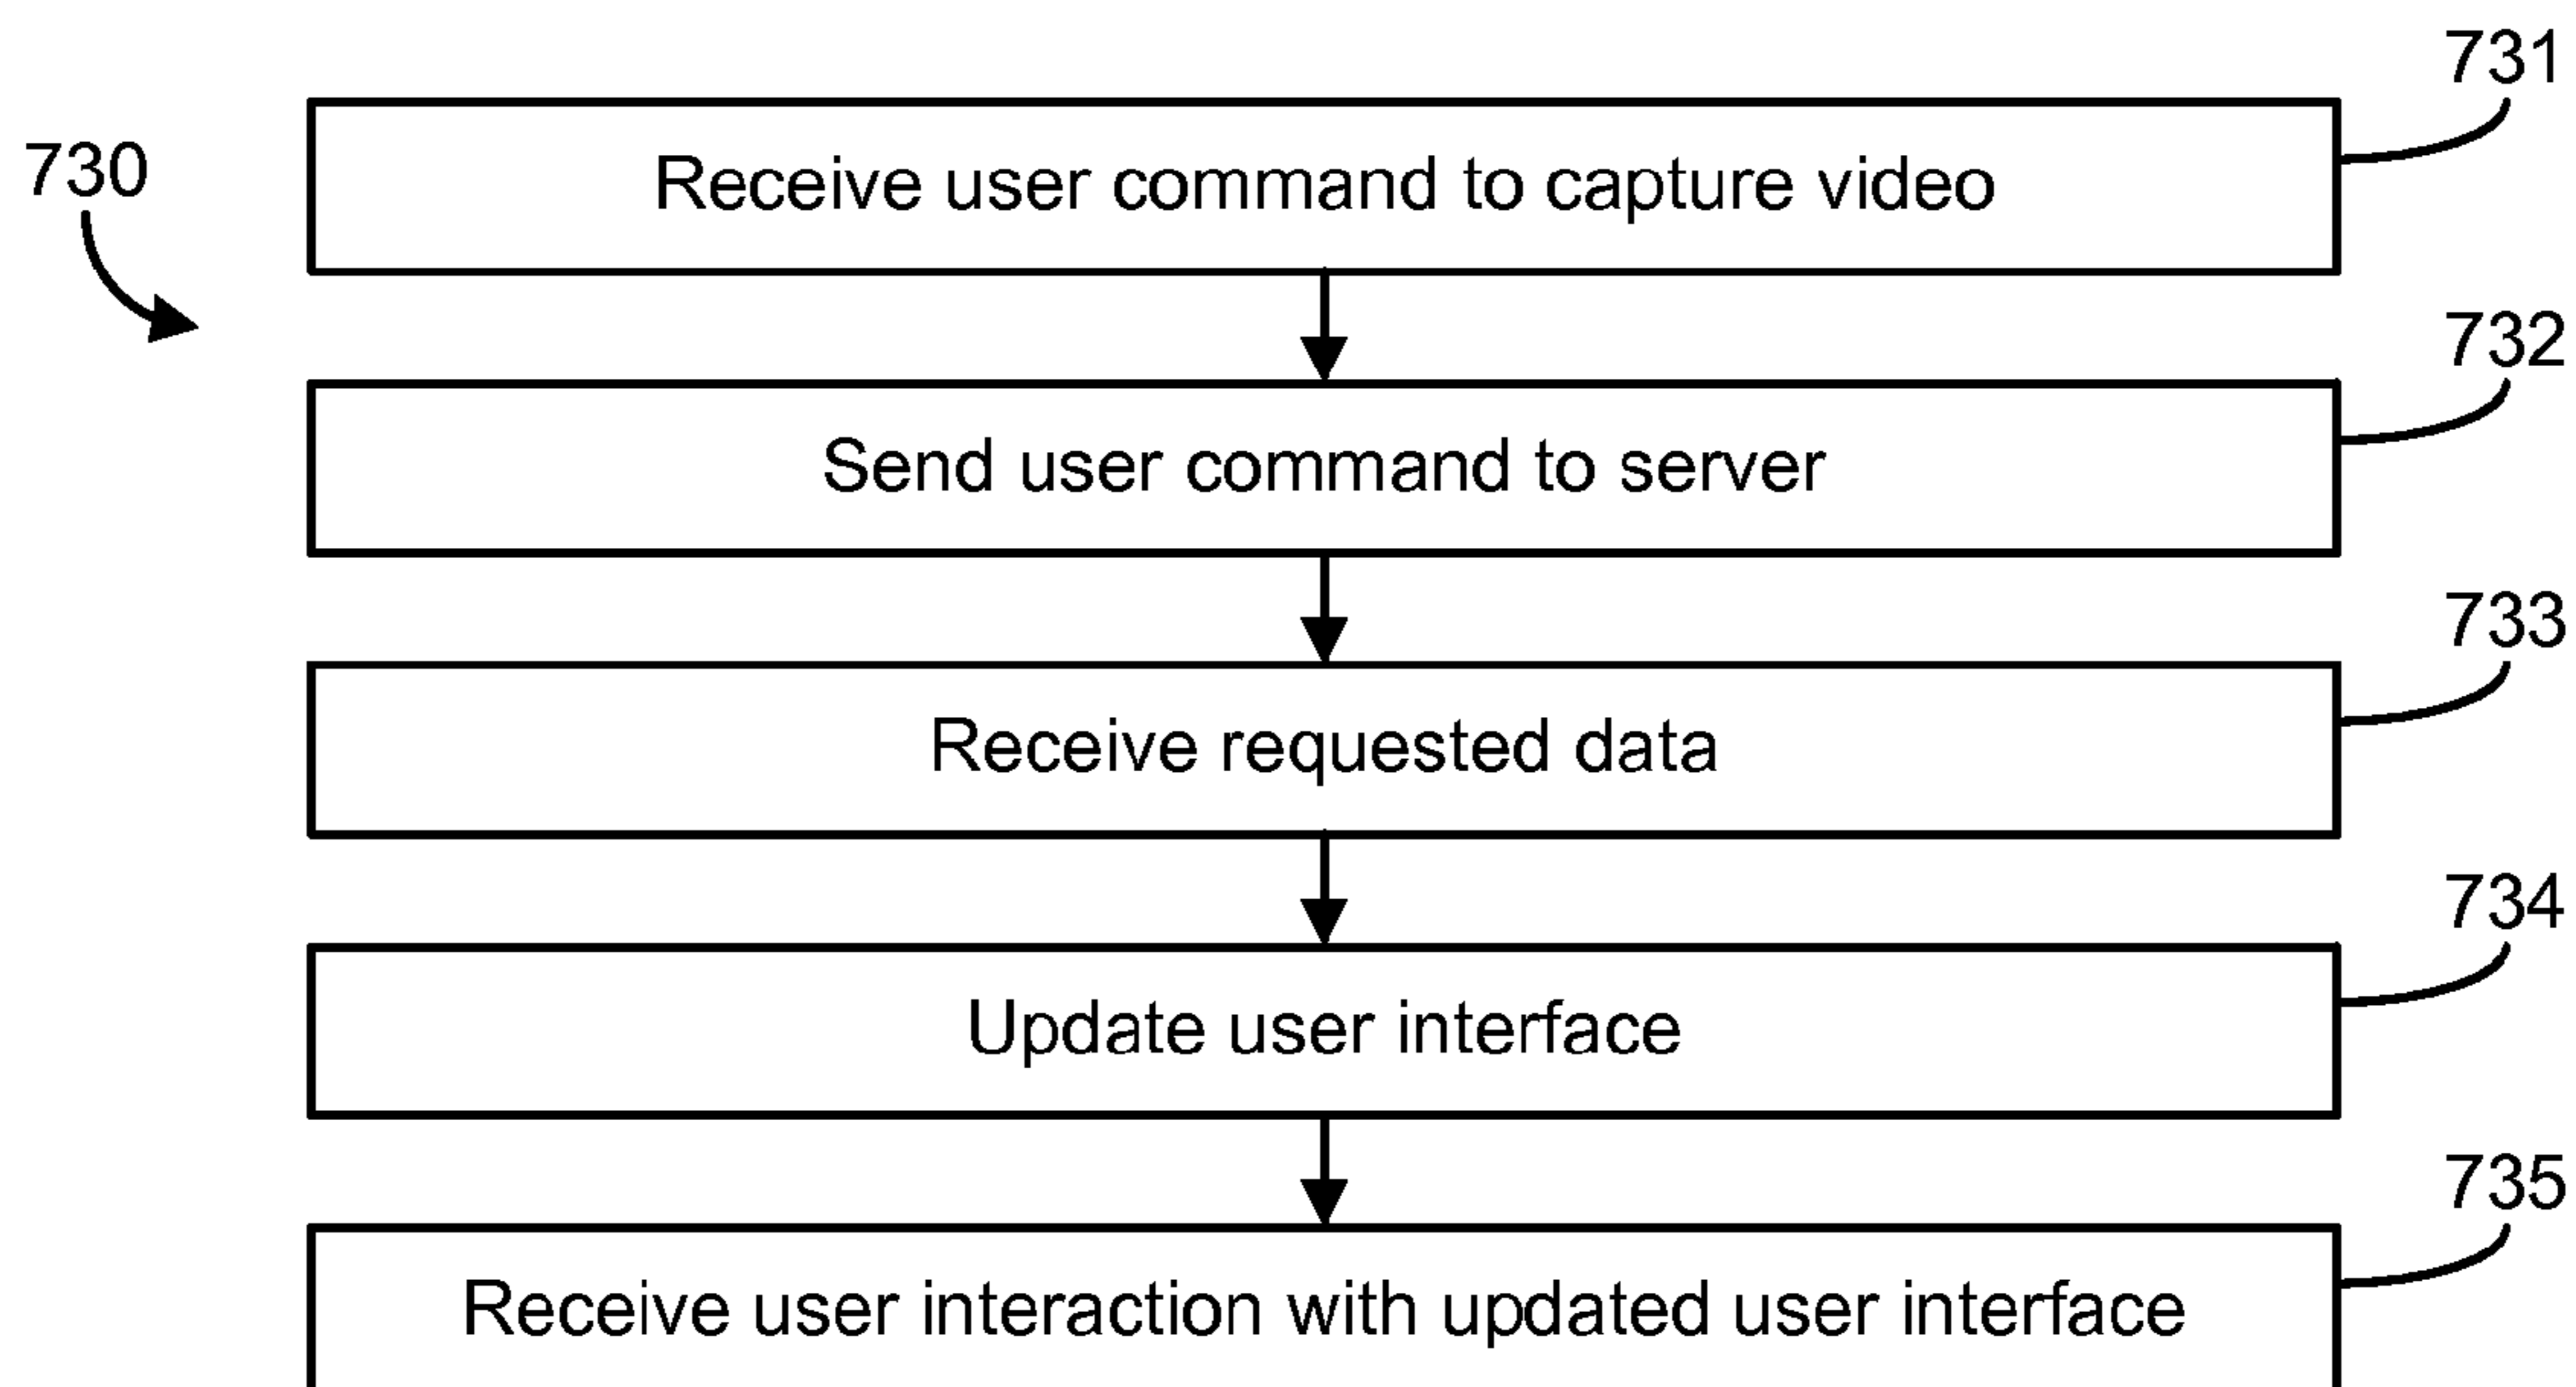 731
730
Receive user command to capture video
732
Send user command to server
733
Receive requested data
734
Update user interface
735
Receive user interaction with updated user interface